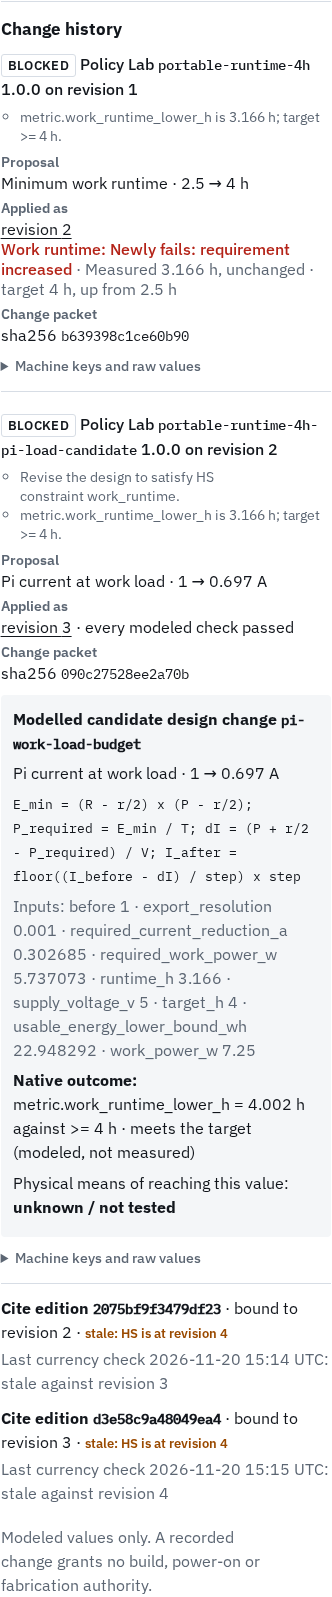 Change history
BLOCKED Policy Lab portable-runtime-4h
1.0.0 on revision 1
metric.work_runtime_lower_h is 3.166 h; target
>= 4 h.
Proposal
Minimum work runtime · 2.5 → 4 h
Applied as
revision 2
Work runtime: Newly fails: requirement
increased · Measured 3.166 h, unchanged ·
target 4 h, up from 2.5 h
Change packet
sha256 b639398c1ce60b90
▶ Machine keys and raw values
BLOCKED Policy Lab portable-runtime-4h-
pi-load-candidate 1.0.0 on revision 2
Revise the design to satisfy HS
constraint work_runtime.
metric.work_runtime_lower_h is 3.166 h; target
>= 4 h.
Proposal
Pi current at work load · 1 → 0.697 A
Applied as
revision 3 · every modeled check passed
Change packet
sha256 090c27528ee2a70b
Modelled candidate design change pi-
work-load-budget
Pi current at work load · 1 → 0.697 A
E_min = (R - r/2) x (P - r/2);
P_required = E_min / T; dI = (P + r/2
- P_required) / V; I_after =
floor((I_before - dI) / step) x step
Inputs: before 1 · export_resolution
0.001 · required_current_reduction_a
0.302685 · required_work_power_w
5.737073 · runtime_h 3.166 ·
supply_voltage_v 5 · target_h 4 ·
usable_energy_lower_bound_wh
22.948292 · work_power_w 7.25
Native outcome:
metric.work_runtime_lower_h = 4.002 h
against >= 4 h · meets the target
(modeled, not measured)
Physical means of reaching this value:
unknown / not tested
▶ Machine keys and raw values
Cite edition 2075bf9f3479df23 · bound to
revision 2 · stale: HS is at revision 4
Last currency check 2026-11-20 15:14 UTC:
stale against revision 3
Cite edition d3e58c9a48049ea4 · bound to
revision 3 · stale: HS is at revision 4
Last currency check 2026-11-20 15:15 UTC:
stale against revision 4
Modeled values only. A recorded
change grants no build, power-on or
fabrication authority.